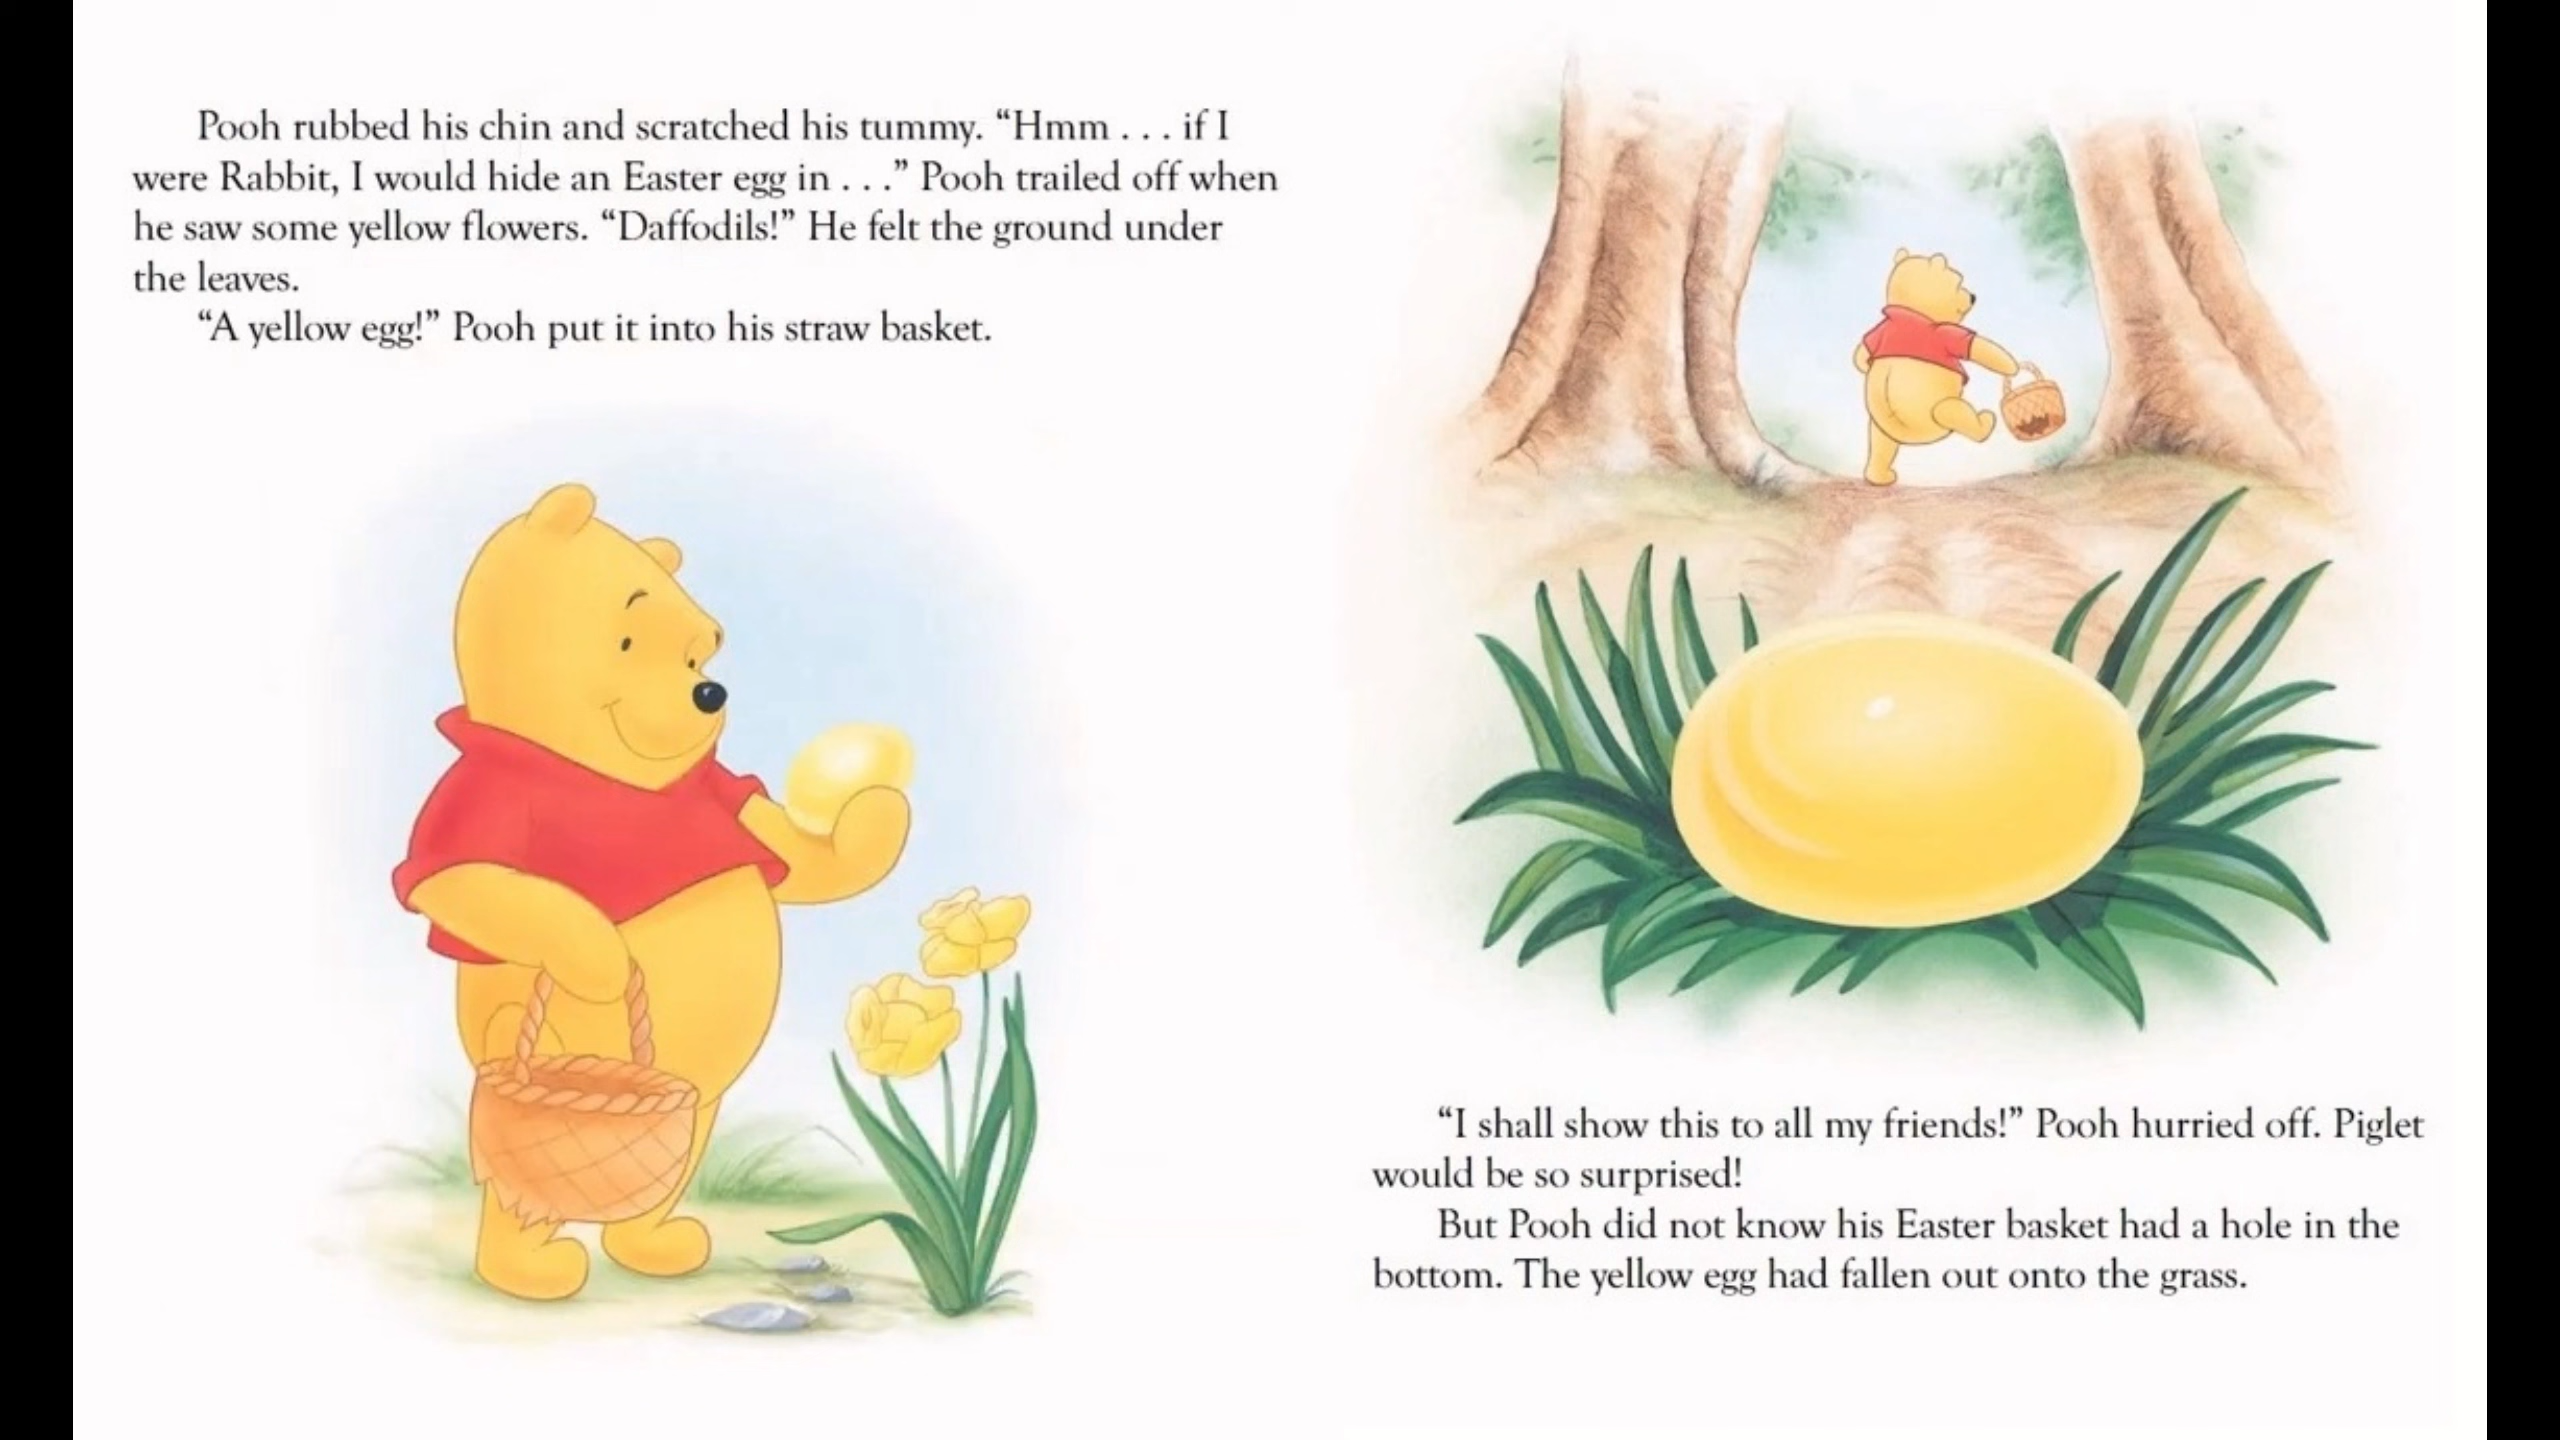 Pooh rubbed his chin and scratched his tummy. “Hmm . . . if I
were Rabbit, I would hide an Easter egg in . . .” Pooh trailed off when
he saw some yellow flowers. “Daffodils!” He felt the ground under
the leaves.
“A yellow egg!” Pooh put it into his straw basket.
“I shall show this to all my friends!” Pooh hurried off. Piglet
would be so surprised!
But Pooh did not know his Easter basket had a hole in the
bottom. The yellow egg had fallen out onto the grass.